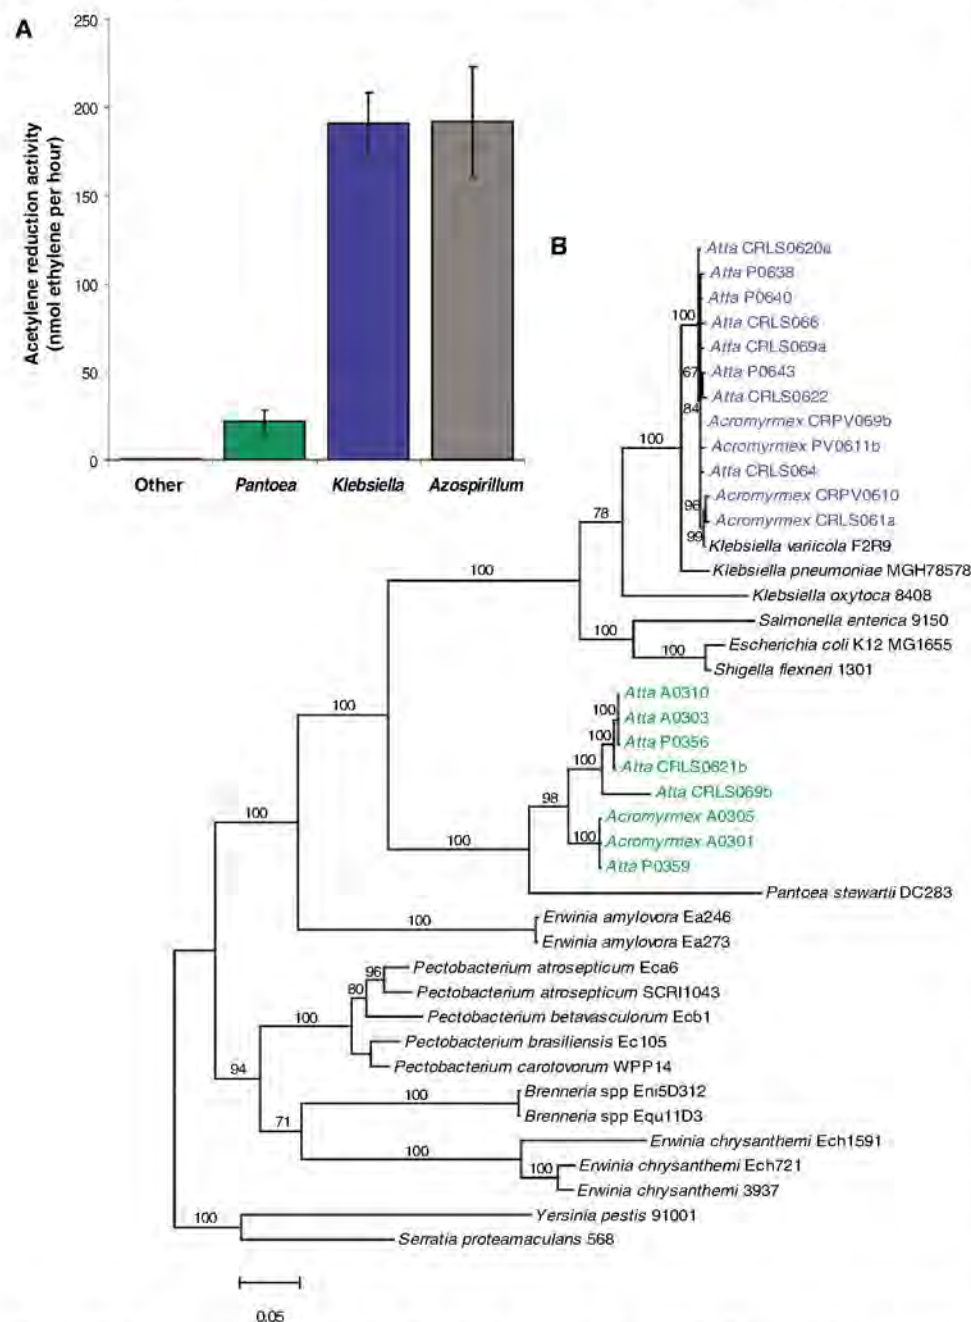 A
Acetylene reduction activity
(nmol ethylene per hour)
250
200
150
100
50
0
Other
Pantoea
Klebsiella
Azospirillum
B
Atta CRLS0620a
Atta P0638
Atta P0640
100
Atta CRLS066
Atta CRLS069a
67
Atta P0643
Atta CRLS0622
84
Acromyrmex CRPV069b
100
Acromyrmex PV0611b
Atta CRLS064
96
Acromyrmex CRPV0610
Acromyrmex CRLS061a
99
Klebsiella variicola F2R9
78
Klebsiella pneumoniae MGH78578
100
Klebsiella oxytoca 8408
Salmonella enterica 9150
100
Escherichia coli K12 MG1655
100
Shigella flexneri 1301
Atta A0310
100
Atta A0303
100
Atta P0356
100
Atta CRLS0621b
100
Atta CRLS069b
98
Acromyrmex A0305
100
Acromyrmex A0301
100
Atta P0359
100
Pantoea stewartii DC283
Erwinia amylovora Ea246
100
Erwinia amylovora Ea273
Pectobacterium atrosepticum Eca6
96
Pectobacterium atrosepticum SCRI1043
80
Pectobacterium betavasculorum Ecb1
100
Pectobacterium brasiliensis Ec105
Pectobacterium carotovorum WPP14
94
Brenneria spp Eni5D312
100
Brenneria spp Equ11D3
71
Erwinia chrysanthemi Ech1591
100
Erwinia chrysanthemi Ech721
100
Erwinia chrysanthemi 3937
Yersinia pestis 91001
100
Serratia proteamaculans 568
0.05